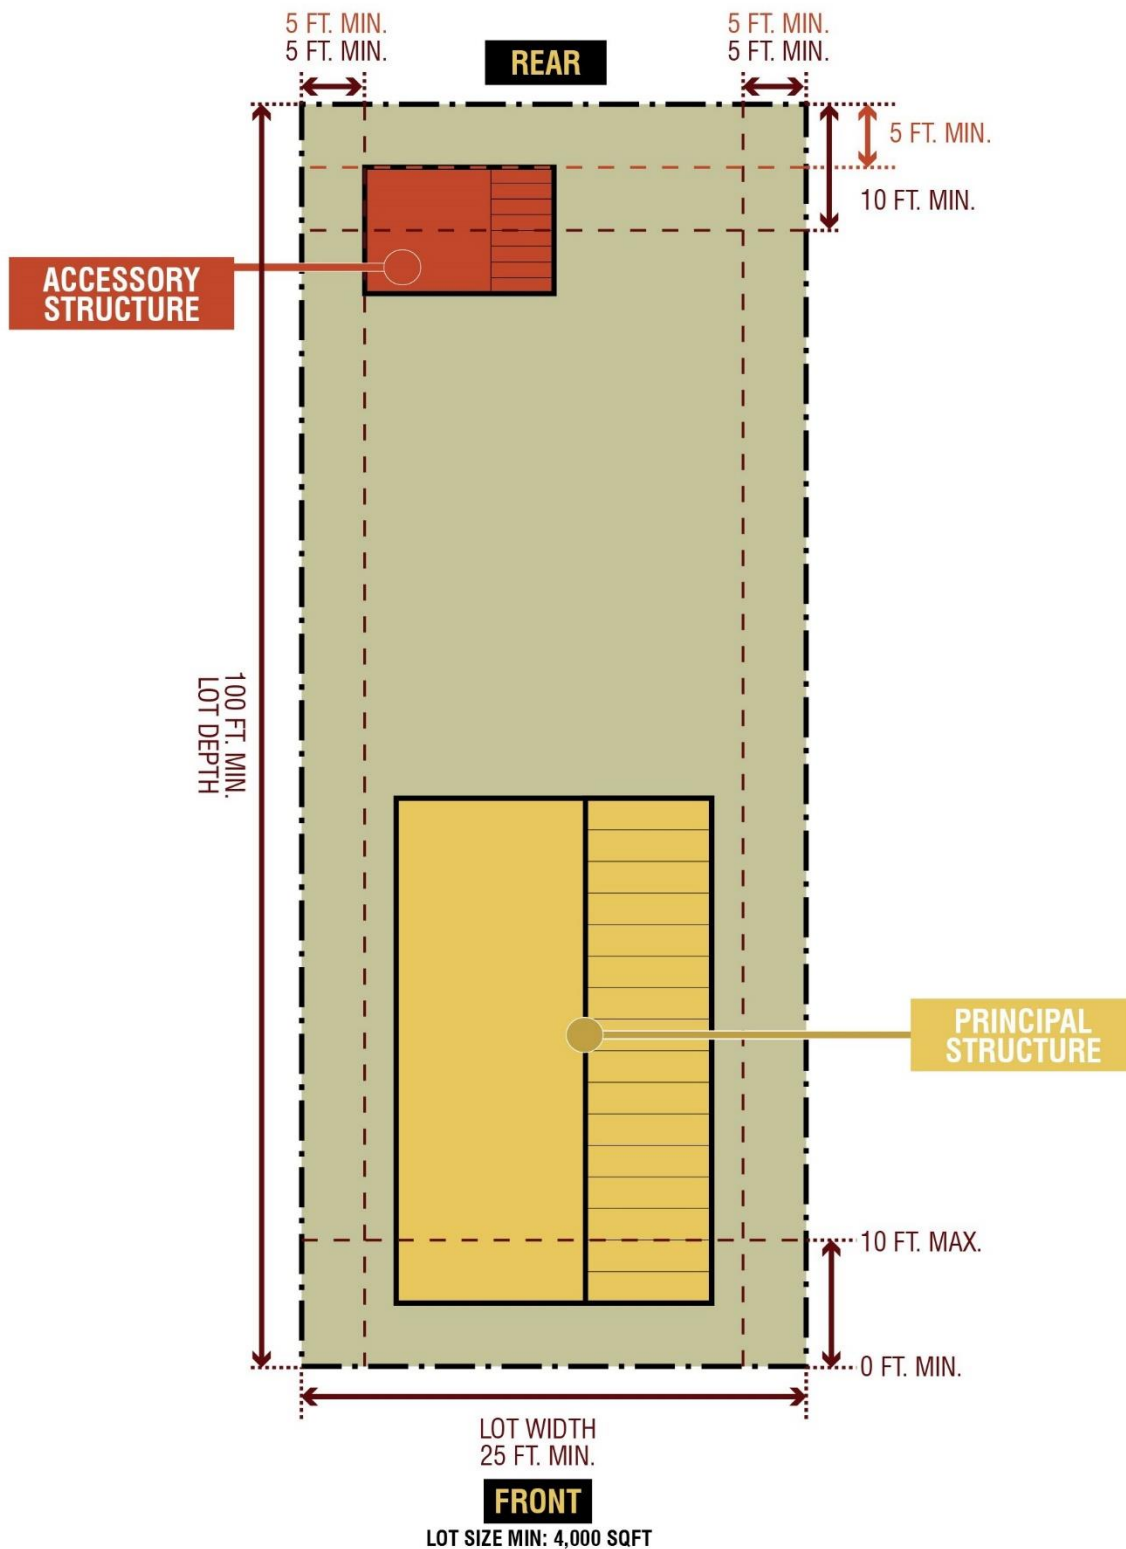 5 FT. MIN.
5 FT. MIN.
5 FT. MIN.
5 FT. MIN.
REAR
5 FT. MIN.
10 FT. MIN.
ACCESSORY
STRUCTURE
100 FT. MIN.
LOT DEPTH
PRINCIPAL
STRUCTURE
10 FT. MAX.
0 FT. MIN.
LOT WIDTH
25 FT. MIN.
FRONT
LOT SIZE MIN: 4,000 SQFT